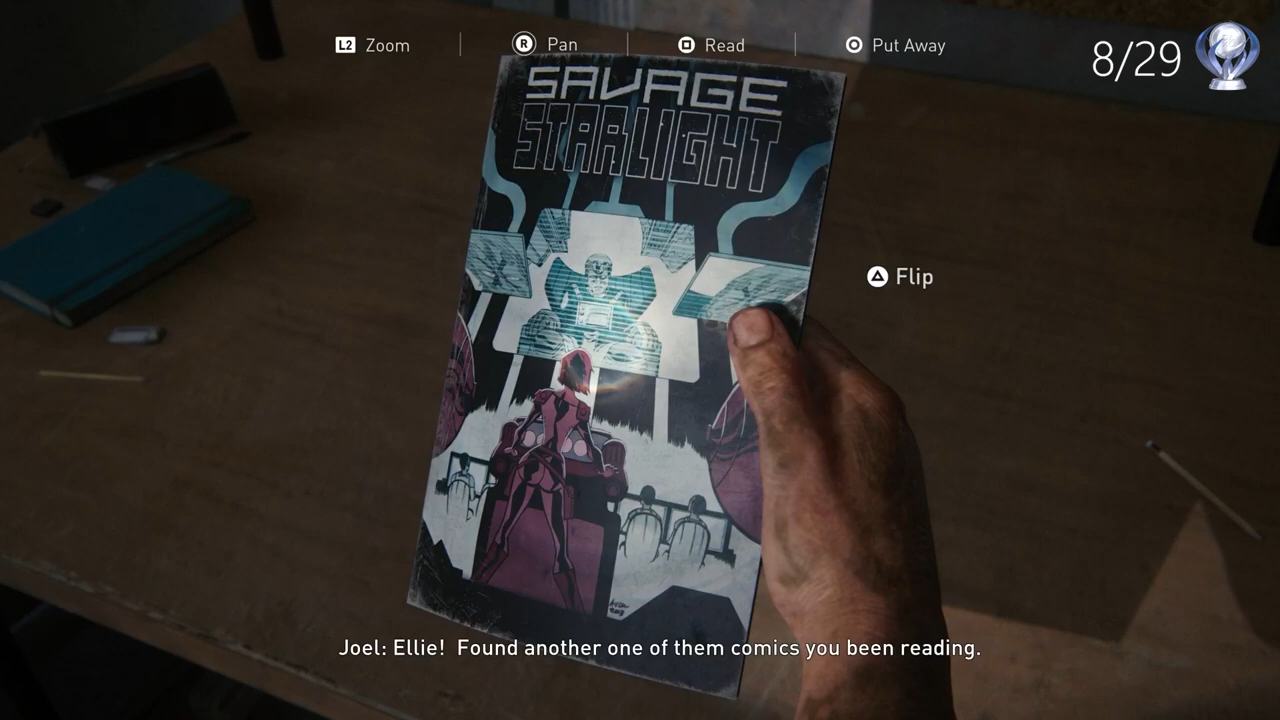 L2 Zoom
R Pan
Read
Put Away
8/29
SAVAGE
STARLIGHT
Flip
Joel: Ellie!  Found another one of them comics you been reading.